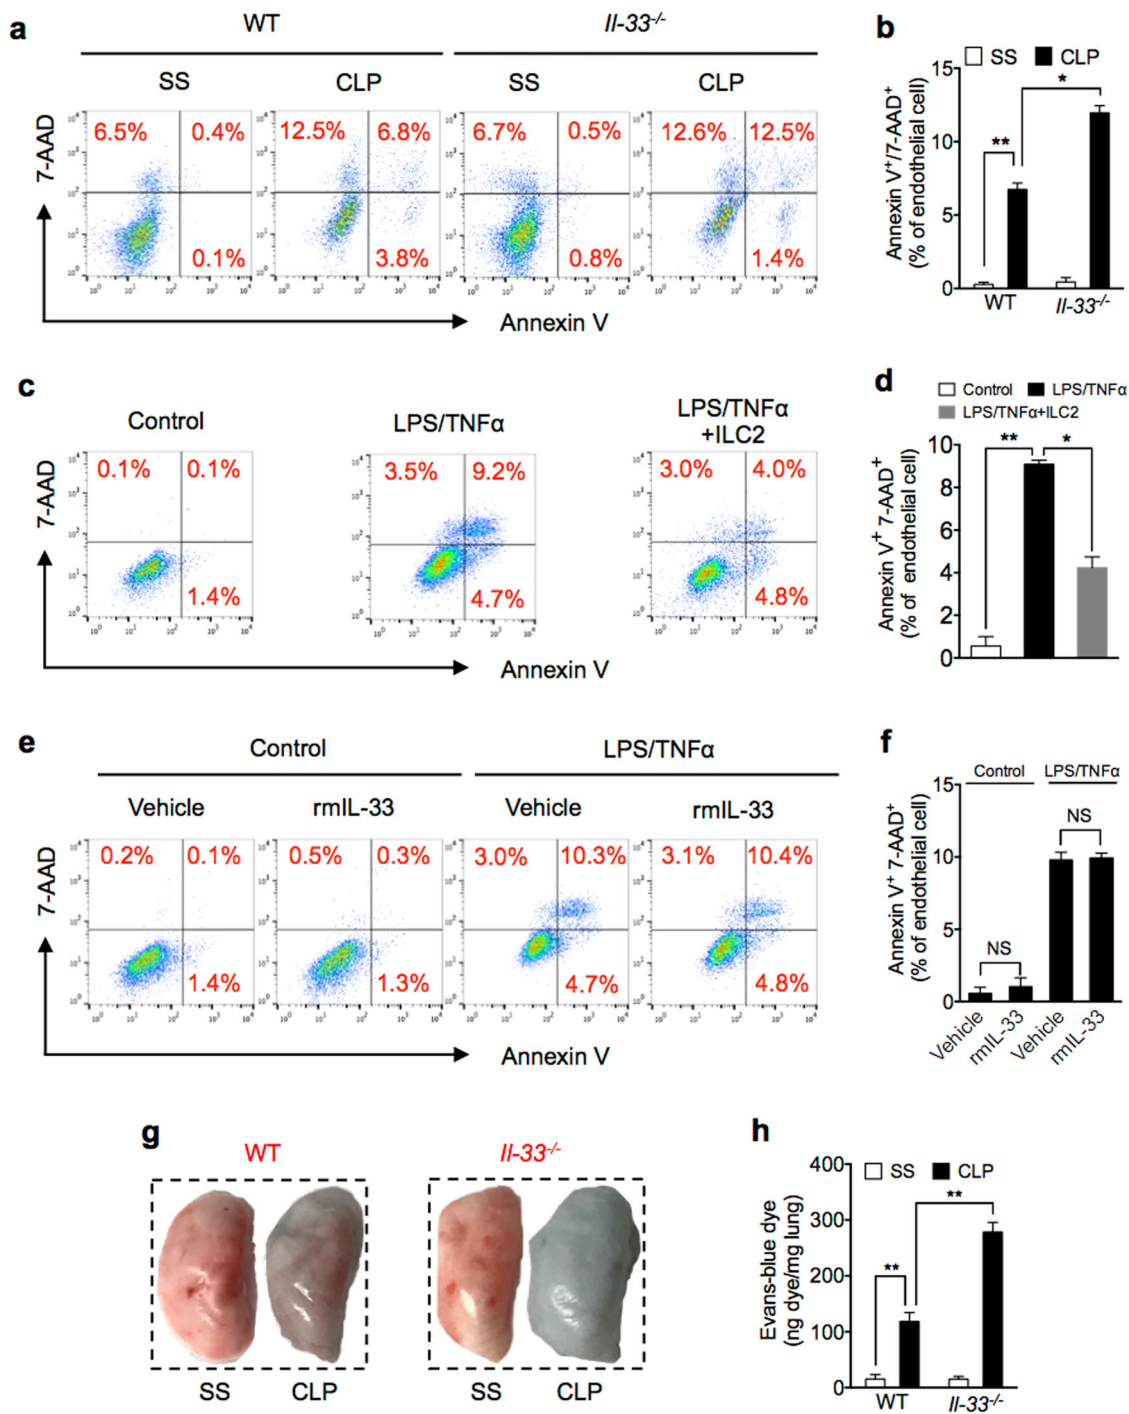 a
WT
Il-33-/-
SS
CLP
SS
CLP
7-AAD
6.5%
0.4%
0.1%
12.5%
6.8%
3.8%
6.7%
0.5%
0.8%
12.6%
12.5%
1.4%
Annexin V
b
SS
CLP
Annexin V+/7-AAD+
(% of endothelial cell)
15
10
5
0
**
*
WT
Il-33-/-
c
Control
LPS/TNFα
LPS/TNFα
+ILC2
7-AAD
0.1%
0.1%
1.4%
3.5%
9.2%
4.7%
3.0%
4.0%
4.8%
Annexin V
d
Control
LPS/TNFα
LPS/TNFα+ILC2
Annexin V+ 7-AAD+
(% of endothelial cell)
10
8
6
4
2
0
**
*
e
Control
LPS/TNFα
Vehicle
rmIL-33
Vehicle
rmIL-33
7-AAD
0.2%
0.1%
1.4%
0.5%
0.3%
1.3%
3.0%
10.3%
4.7%
3.1%
10.4%
4.8%
Annexin V
f
Control
LPS/TNFα
Annexin V+ 7-AAD+
(% of endothelial cell)
15
10
5
0
NS
NS
Vehicle
rmIL-33
Vehicle
rmIL-33
g
WT
Il-33-/-
SS
CLP
SS
CLP
h
SS
CLP
Evans-blue dye
(ng dye/mg lung)
400
300
200
100
0
**
**
WT
Il-33-/-